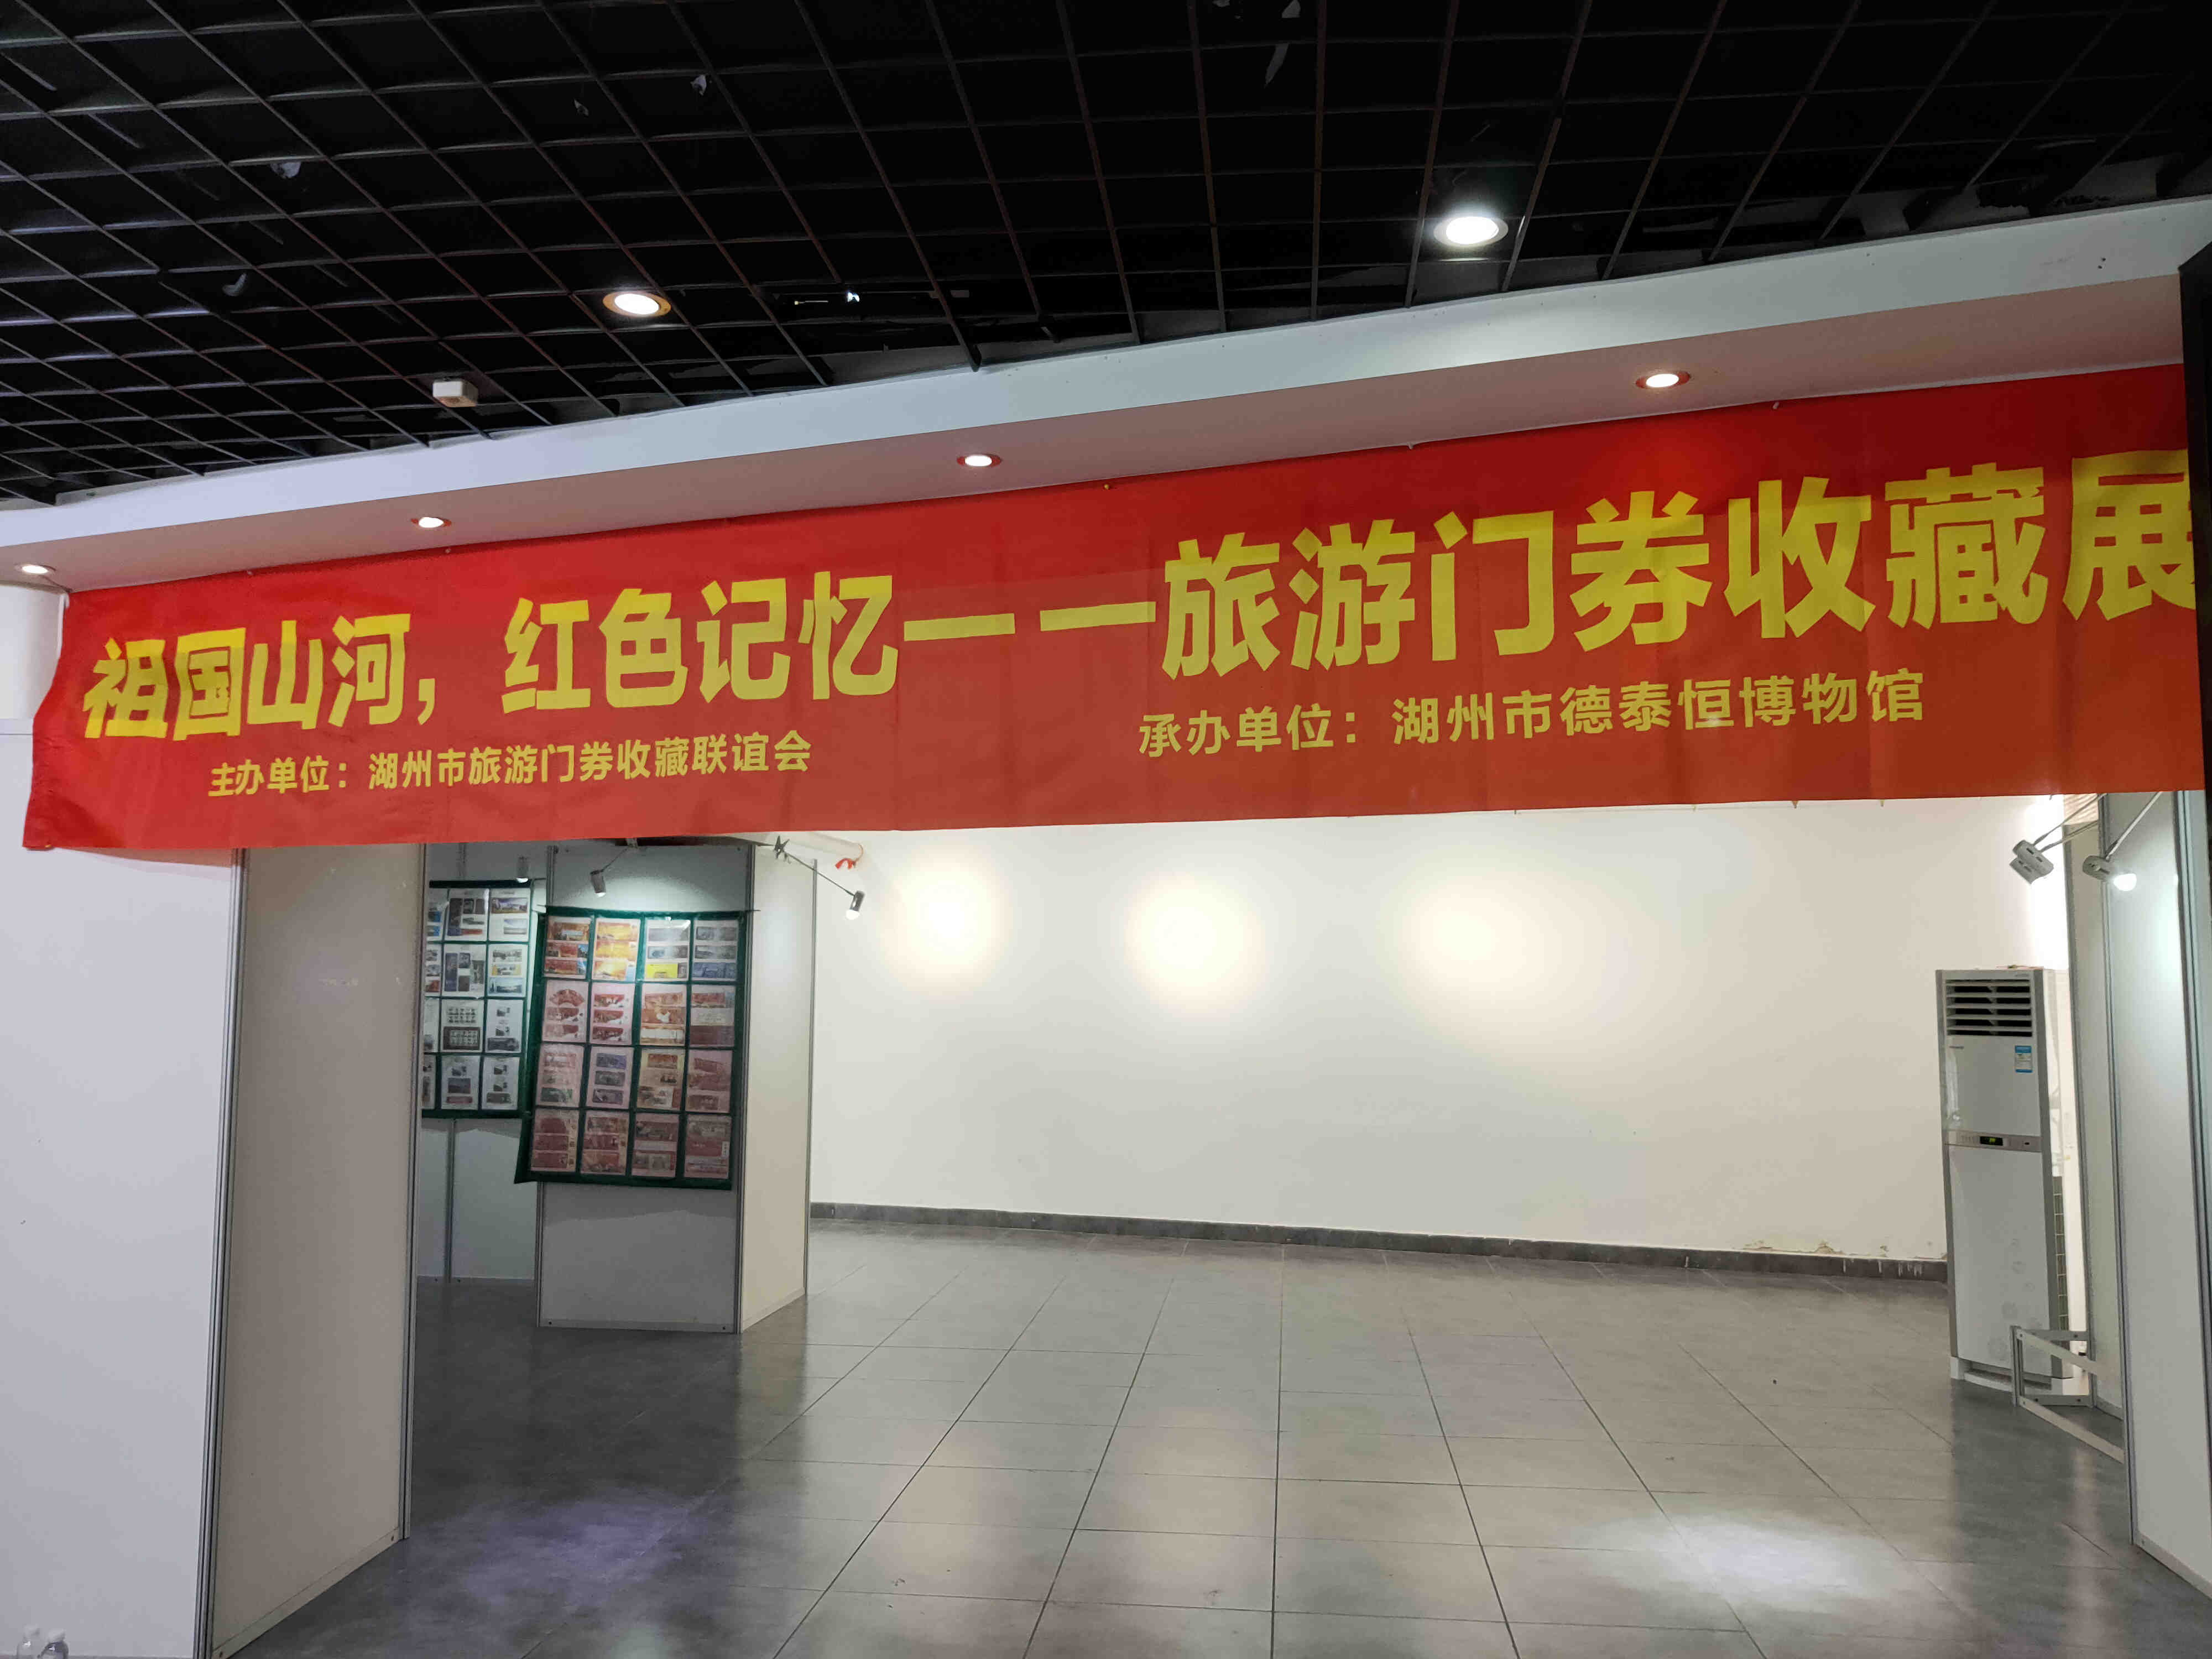 祖国山河，红色记忆——旅游门券收藏展
主办单位：湖州市旅游门券收藏联谊会
承办单位：湖州市德泰恒博物馆